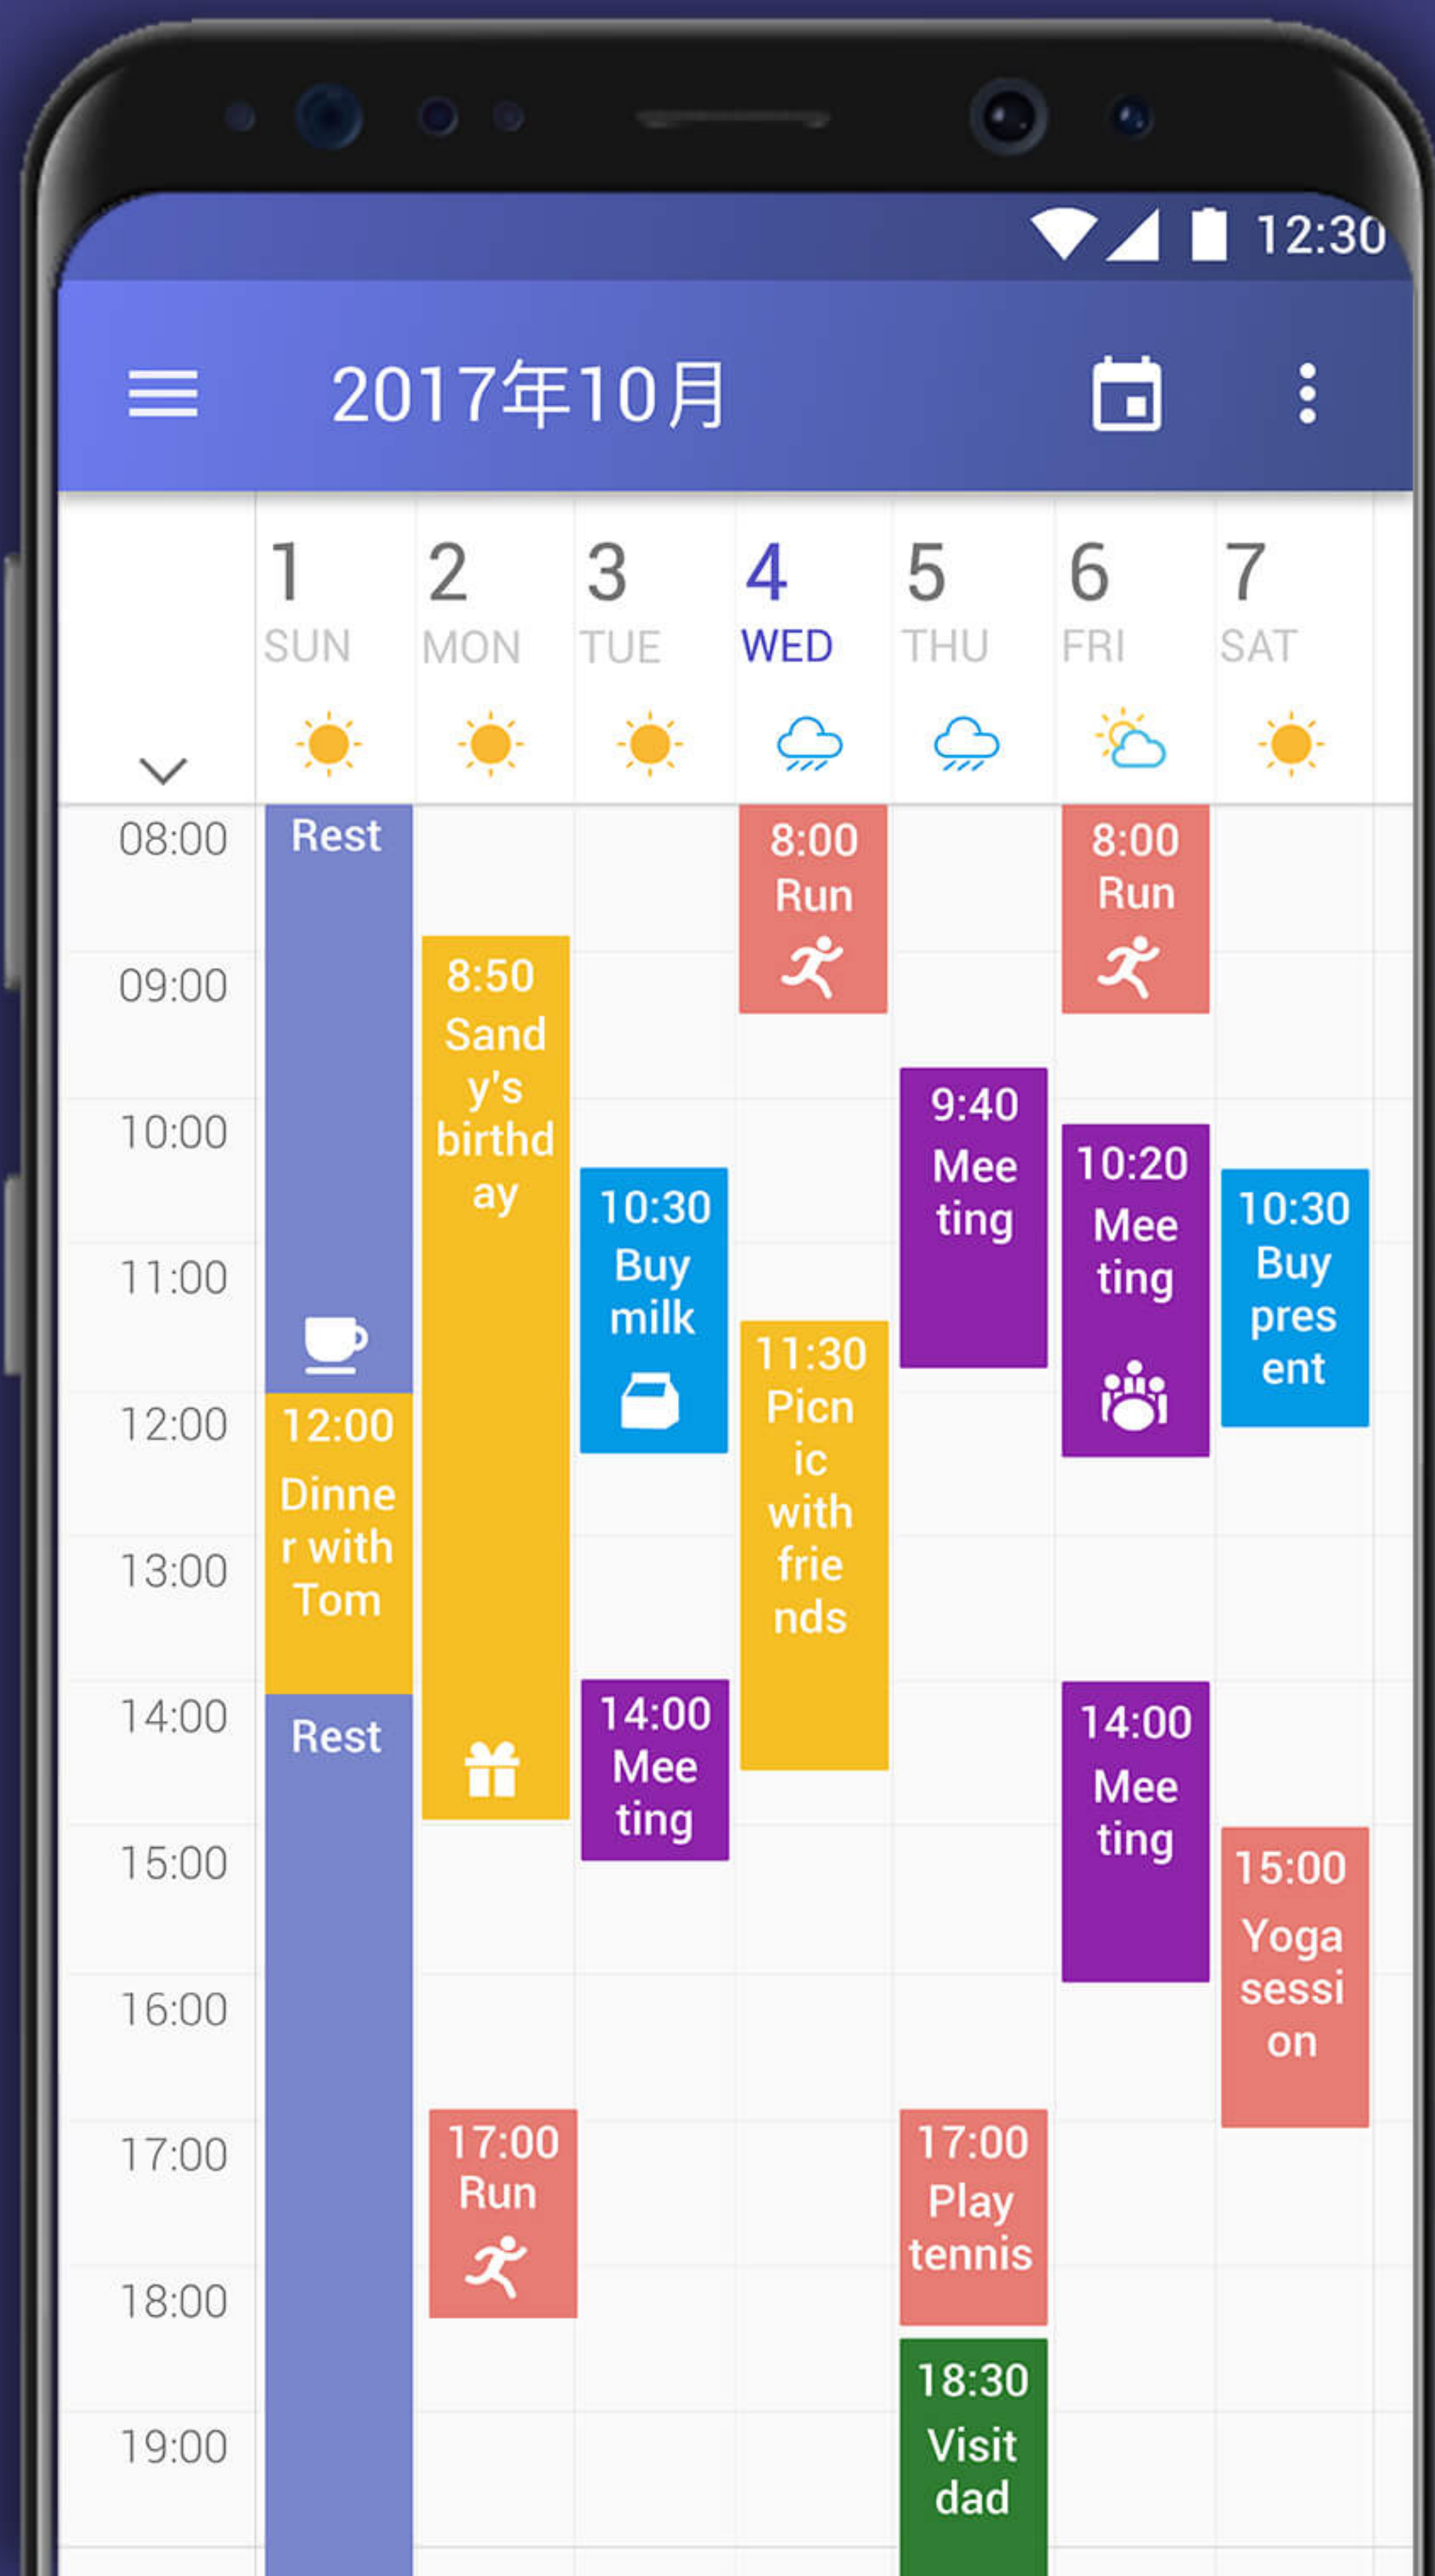 12:30
2017年10月
1 2 3 4 5 6 7
SUN MON TUE WED THU FRI SAT
08:00
09:00
10:00
11:00
12:00
13:00
14:00
15:00
16:00
17:00
18:00
19:00
Rest
12:00
Dinne
r with
Tom
Rest
8:50
Sand
y's
birthd
ay
17:00
Run
10:30
Buy
milk
14:00
Mee
ting
8:00
Run
11:30
Picn
ic
with
frie
nds
9:40
Mee
ting
17:00
Play
tennis
18:30
Visit
dad
8:00
Run
10:20
Mee
ting
14:00
Mee
ting
10:30
Buy
pres
ent
15:00
Yoga
sessi
on